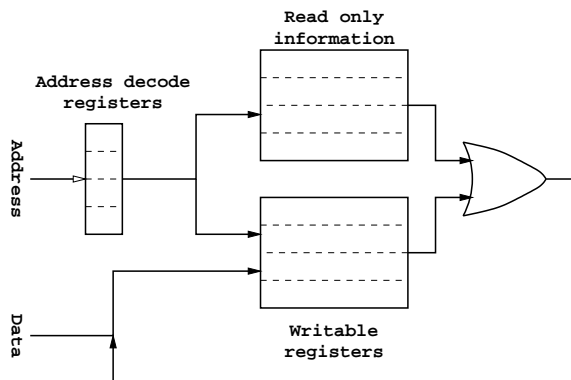 Read only
information
Address decode
registers
Address
Data
Writable
registers